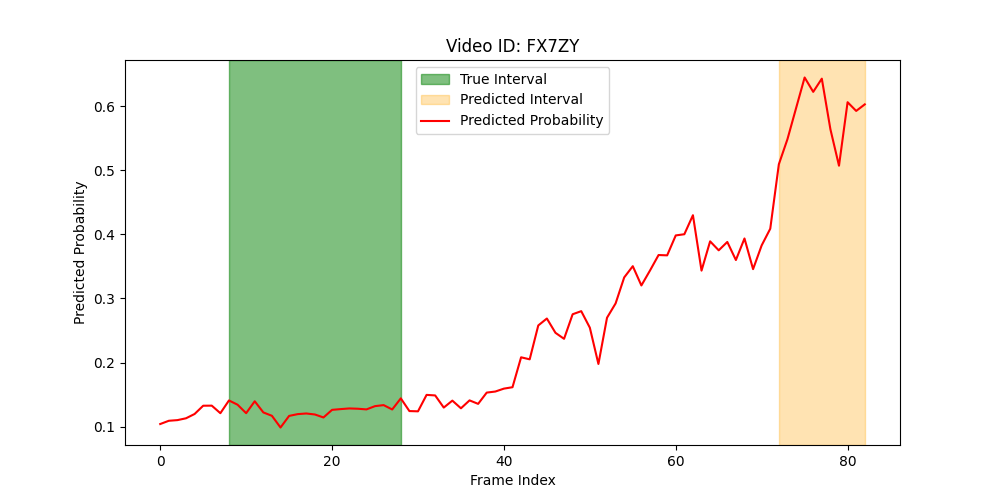 Video ID: FX7ZY
True Interval
Predicted Interval
Predicted Probability
Predicted Probability
0.6
0.5
0.4
0.3
0.2
0.1
0
20
40
60
80
Frame Index